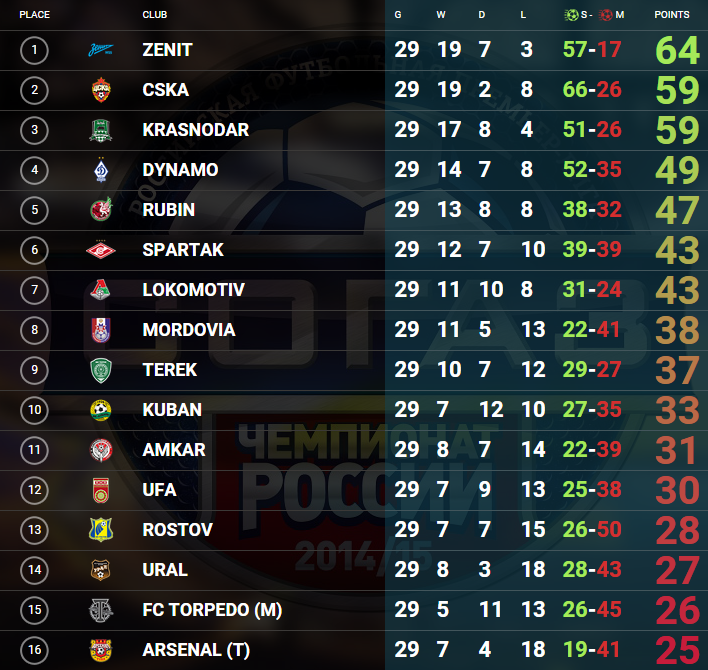 PLACE CLUB G W D L S - M POINTS
1 ZENIT 29 19 7 3 57-17 64
2 CSKA 29 19 2 8 66-26 59
3 KRASNODAR 29 17 8 4 51-26 59
4 DYNAMO 29 14 7 8 52-35 49
5 RUBIN 29 13 8 8 38-32 47
6 SPARTAK 29 12 7 10 39-39 43
7 LOKOMOTIV 29 11 10 8 31-24 43
8 MORDOVIA 29 11 5 13 22-41 38
9 TEREK 29 10 7 12 29-27 37
10 KUBAN 29 7 12 10 27-35 33
11 AMKAR 29 8 7 14 22-39 31
12 UFA 29 7 9 13 25-38 30
13 ROSTOV 29 7 7 15 26-50 28
14 URAL 29 8 3 18 28-43 27
15 FC TORPEDO (M) 29 5 11 13 26-45 26
16 ARSENAL (T) 29 7 4 18 19-41 25
СОГАЗ
ЧЕМПИОНАТ
РОССИИ
2014/15